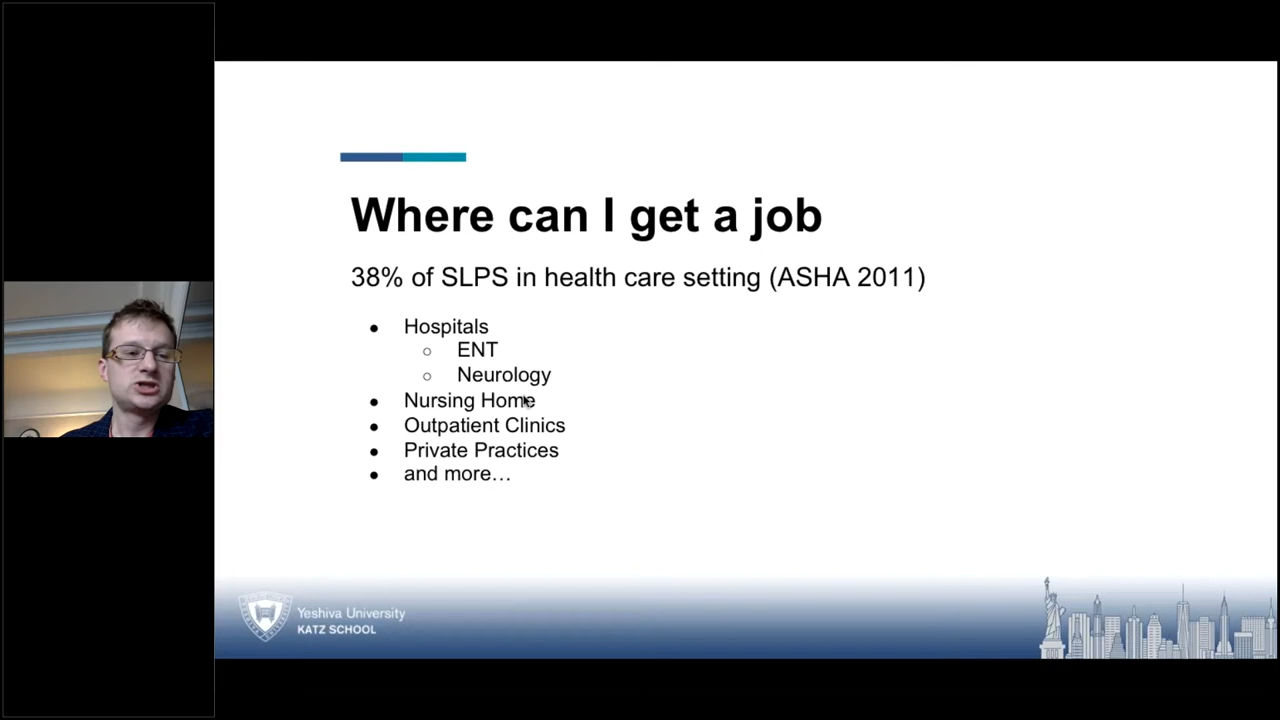 Where can I get a job
38% of SLPS in health care setting (ASHA 2011)
● Hospitals
○ ENT
○ Neurology
● Nursing Home
● Outpatient Clinics
● Private Practices
● and more…
Yeshiva University
KATZ SCHOOL